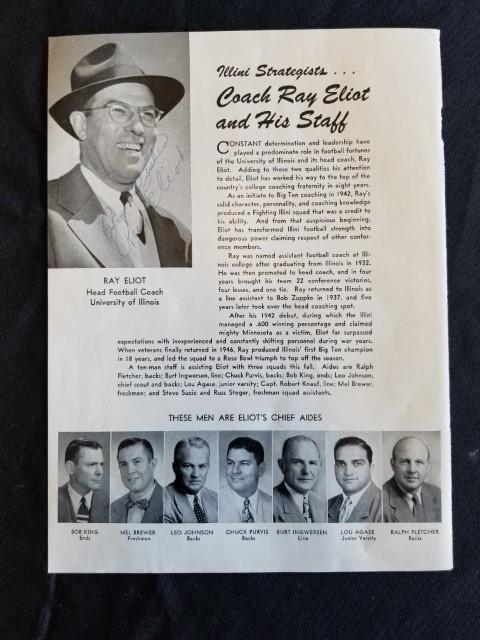 Illini Strategists . . .
Coach Ray Eliot
and His Staff
CONSTANT determination and leadership have
played a predominate role in football fortunes
of the University of Illinois and its head coach, Ray
Eliot. Adding to these two qualities his attention
to detail, Eliot has worked his way to the top of the
country's college coaching fraternity in eight years.
As an initiate to Big Ten coaching in 1942, Ray's
solid character, personality, and coaching knowledge
produced a Fighting Illini squad that was a credit to
his ability. And from that auspicious beginning,
Eliot has transformed Illini football strength into
dangerous power claiming respect of other confer-
ence members.
Ray was named assistant football coach at Illi-
nois college after graduating from Illinois in 1932.
He was then promoted to head coach, and in four
years brought his team 22 conference victories,
four losses, and one tie. Ray returned to Illinois as
a line assistant to Bob Zuppke in 1937, and five
years later took over the head coaching spot.
After his 1942 debut, during which the Illini
managed a .600 winning percentage and claimed
mighty Minnesota as a victim, Eliot far surpassed
expectations with inexperienced and constantly shifting personnel during war years.
When veterans finally returned in 1946, Ray produced Illinois' first Big Ten champion
in 18 years, and led the squad to a Rose Bowl triumph to top off the season.
A ten-man staff is assisting Eliot with three squads this fall. Aides are Ralph
Fletcher, backs; Burt Ingwersen, line; Chuck Purvis, backs; Bob King, ends; Leo Johnson,
chief scout and backs; Lou Agase, junior varsity; Capt. Robert Knauf, line; Mel Brewer,
freshmen; and Steve Sucic and Russ Steger, freshman squad assistants.
RAY ELIOT
Head Football Coach
University of Illinois
THESE MEN ARE ELIOT'S CHIEF AIDES
BOB KING
Ends
MEL BREWER
Freshmen
LEO JOHNSON
Backs
CHUCK PURVIS
Backs
BURT INGWERSEN
Line
LOU AGASE
Junior Varsity
RALPH FLETCHER
Backs